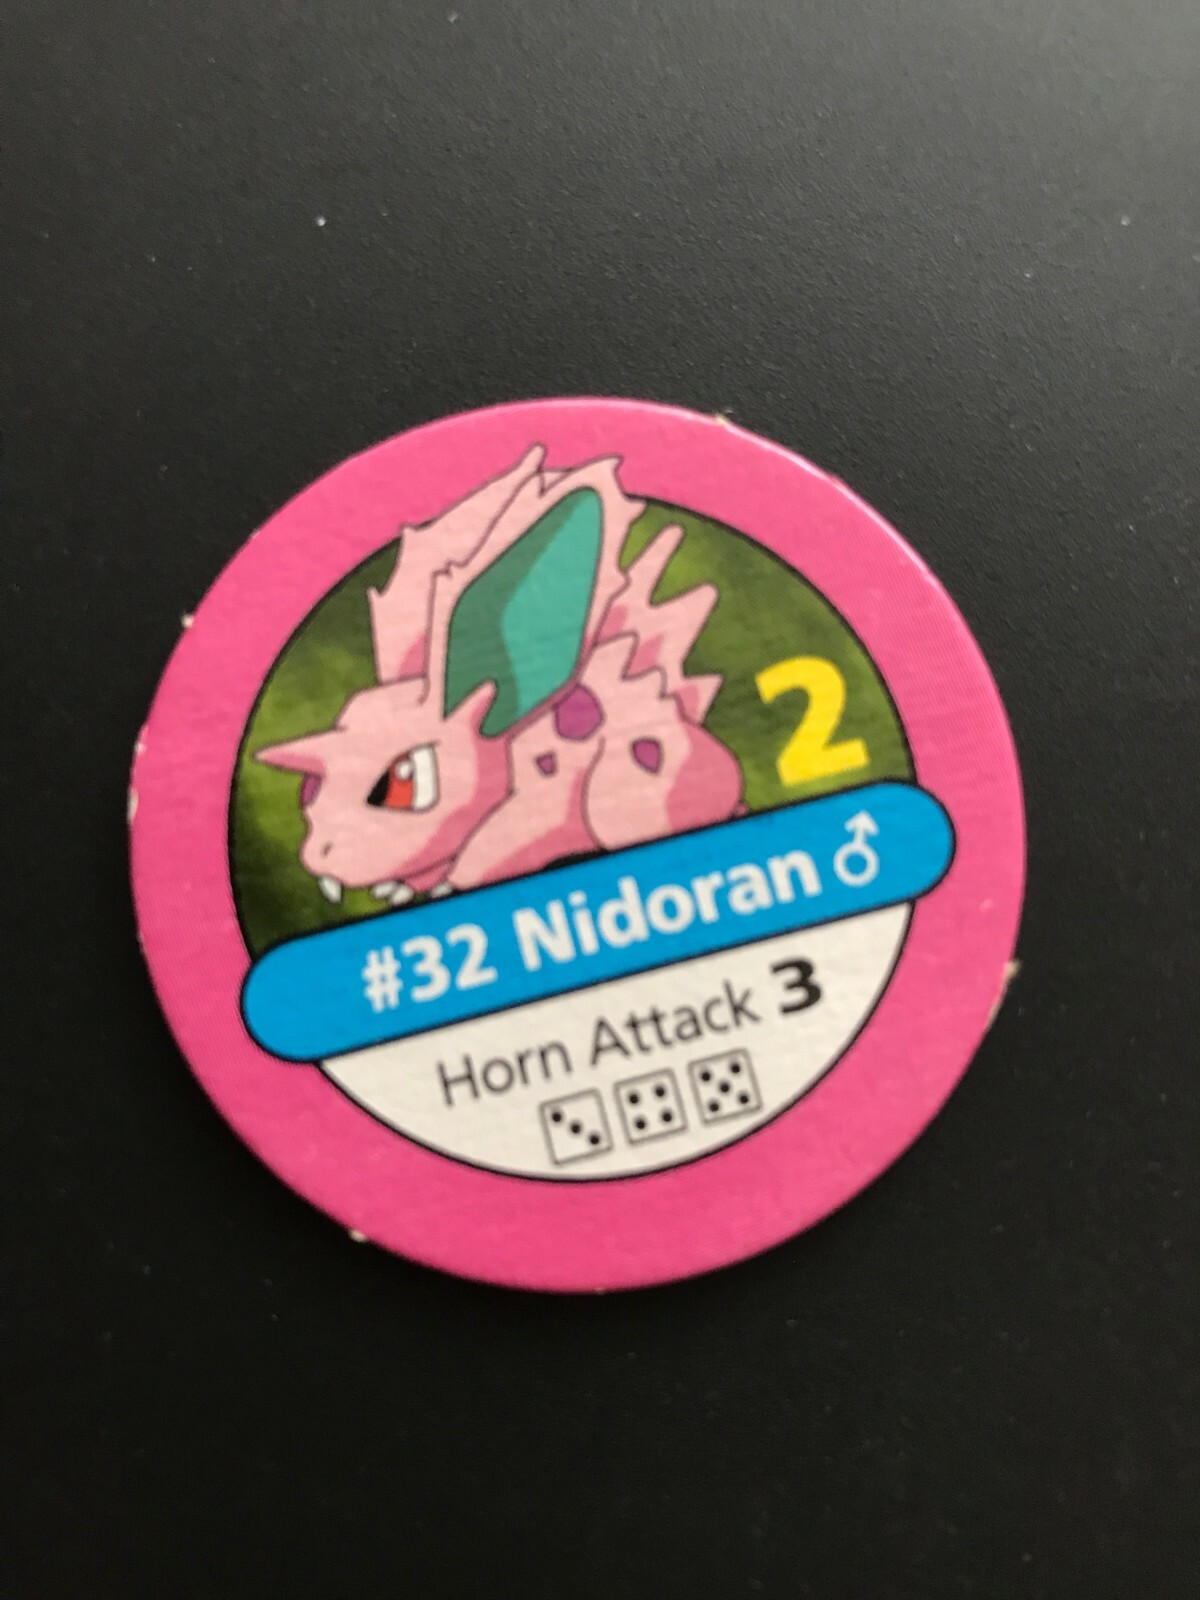 2
#32 Nidoran ♂
Horn Attack 3